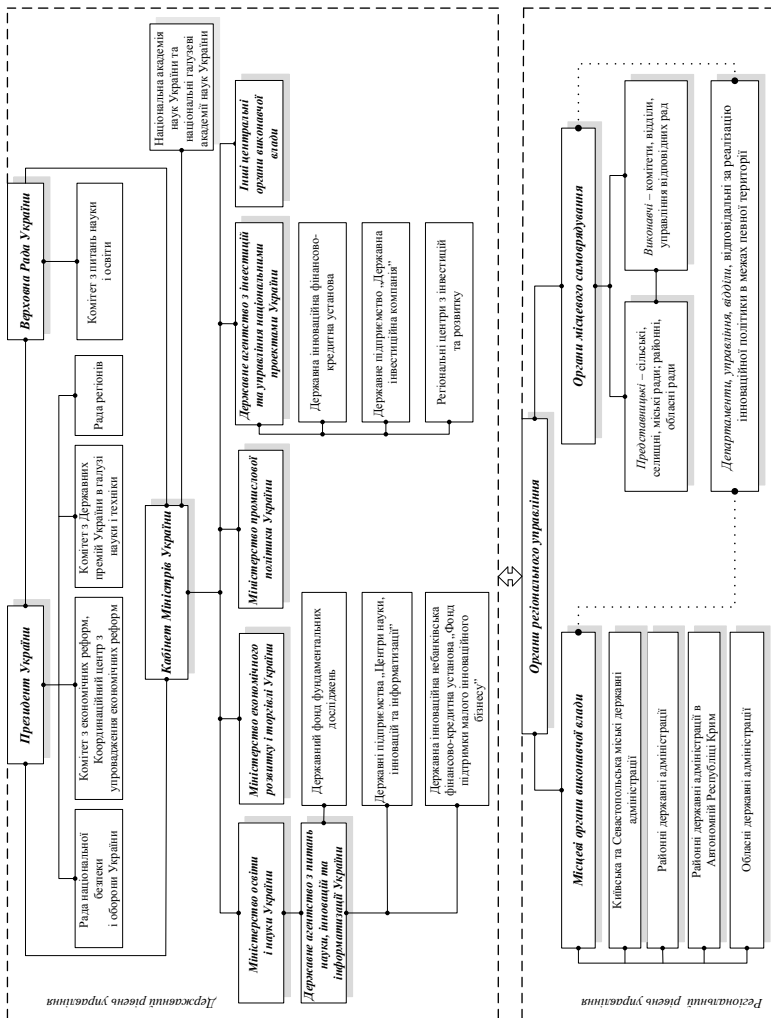 Державний рівень управління
Президент України
Верховна Рада України
Рада національної
безпеки
і оборони України
Комітет з економічних реформ,
Координаційний центр з
упровадження економічних реформ
Комітет з Державних
премій України в галузі
науки і техніки
Рада регіонів
Комітет з питань науки
і освіти
Національна академія
наук України та
національні галузеві
академії наук України
Кабінет Міністрів України
Міністерство освіти
і науки України
Міністерство економічного
розвитку і торгівлі України
Міністерство промислової
політики України
Державне агентство з інвестицій
та управління національними
проектами України
Інші центральні
органи виконавчої
влади
Державне агентство з питань
науки, інновацій та
інформатизації України
Державний фонд фундаментальних
досліджень
Державні підприємства „Центри науки,
інновацій та інформатизації”
Державна інноваційна небанківська
фінансово-кредитна установа „Фонд
підтримки малого інноваційного
бізнесу”
Державна інноваційна фінансово-
кредитна установа
Державне підприємство „Державна
інвестиційна компанія”
Регіональні центри з інвестицій
та розвитку
Регіональний рівень управління
Органи регіонального управління
Місцеві органи виконавчої влади
Київська та Севастопольська міські державні
адміністрації
Районні державні адміністрації
Районні державні адміністрації в
Автономній Республіці Крим
Обласні державні адміністрації
Органи місцевого самоврядування
Представницькі – сільські,
селищні, міські ради; районні,
обласні ради
Виконавчі – комітети, відділи,
управління відповідних рад
Департаменти, управління, відділи, відповідальні за реалізацію
інноваційної політики в межах певної території